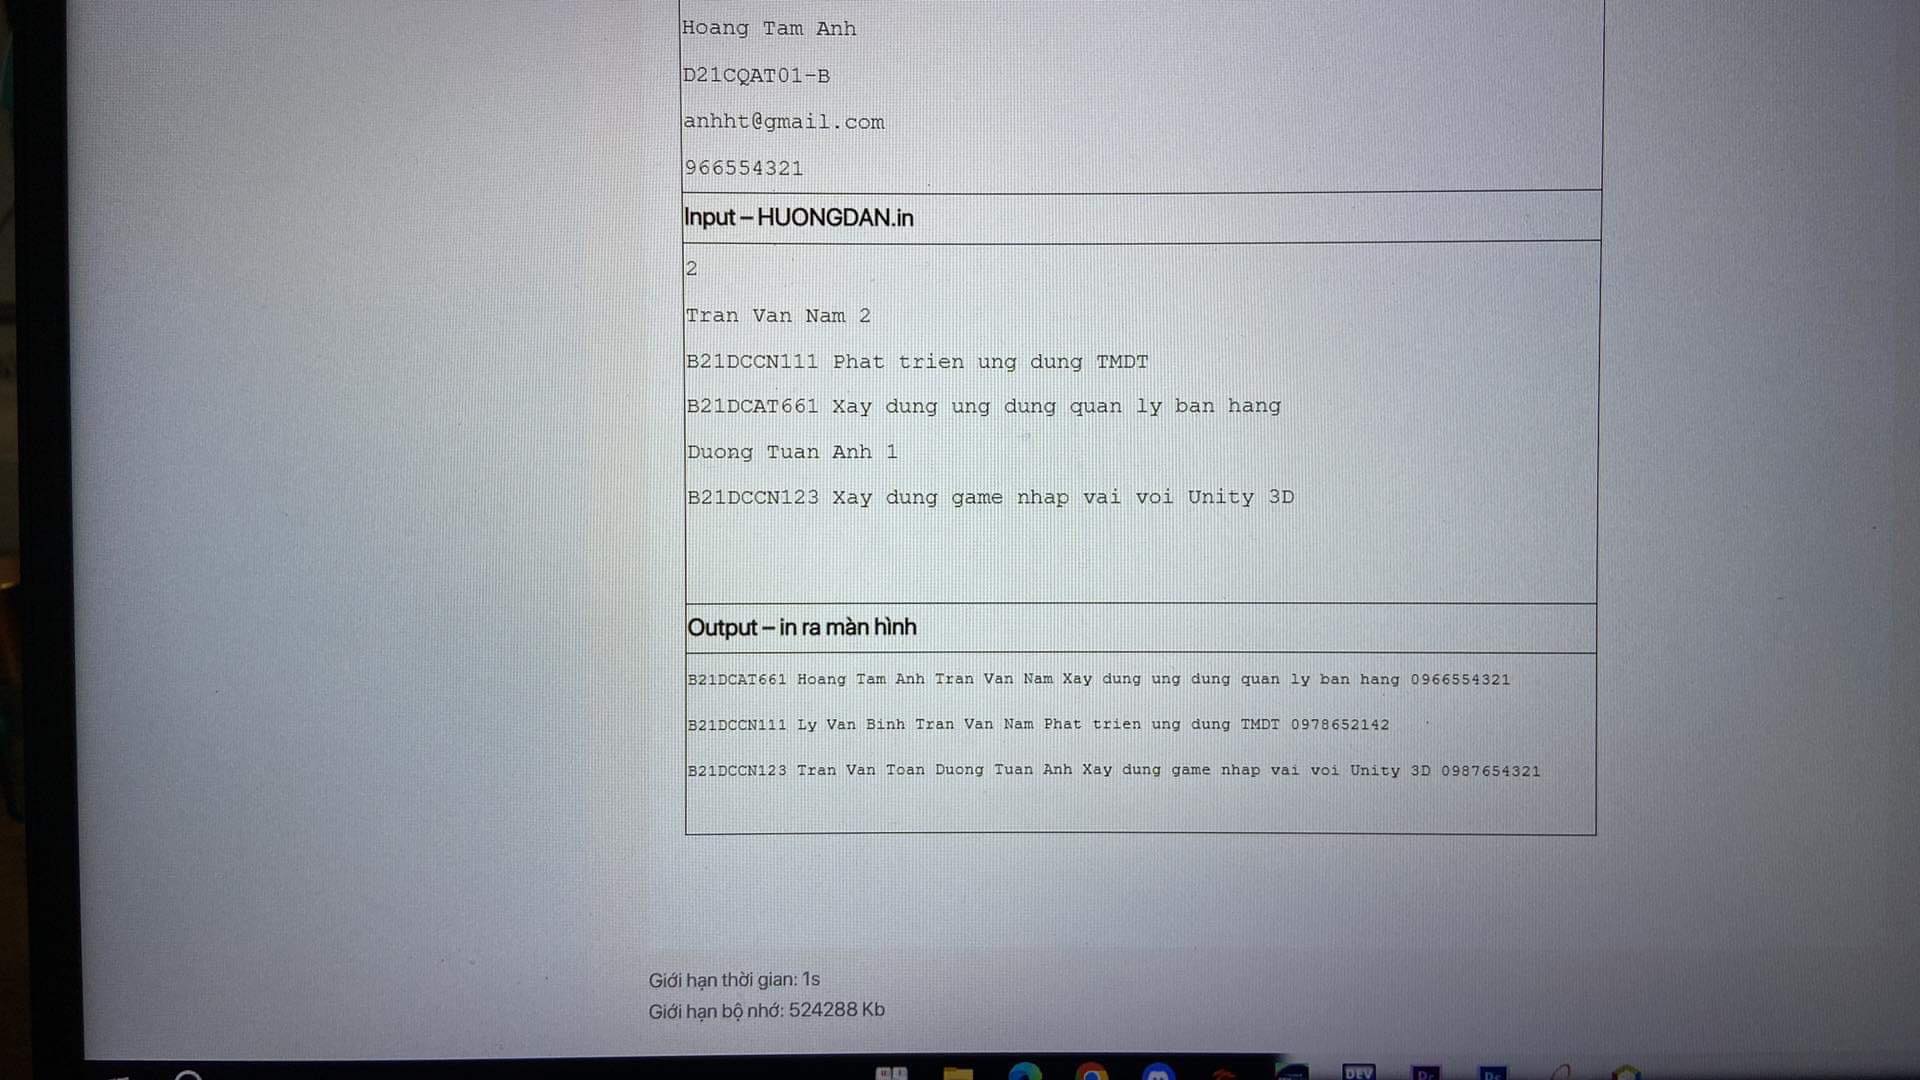 Hoang Tam Anh
D21CQAT01-B
anhht@gmail.com
966554321
Input – HUONGDAN.in
2
Tran Van Nam 2
B21DCCN111 Phat trien ung dung TMDT
B21DCAT661 Xay dung ung dung quan ly ban hang
Duong Tuan Anh 1
B21DCCN123 Xay dung game nhap vai voi Unity 3D
Output – in ra màn hình
B21DCAT661 Hoang Tam Anh Tran Van Nam Xay dung ung dung quan ly ban hang 0966554321
B21DCCN111 Ly Van Binh Tran Van Nam Phat trien ung dung TMDT 0978652142
B21DCCN123 Tran Van Toan Duong Tuan Anh Xay dung game nhap vai voi Unity 3D 0987654321
Giới hạn thời gian: 1s
Giới hạn bộ nhớ: 524288 Kb
DEV